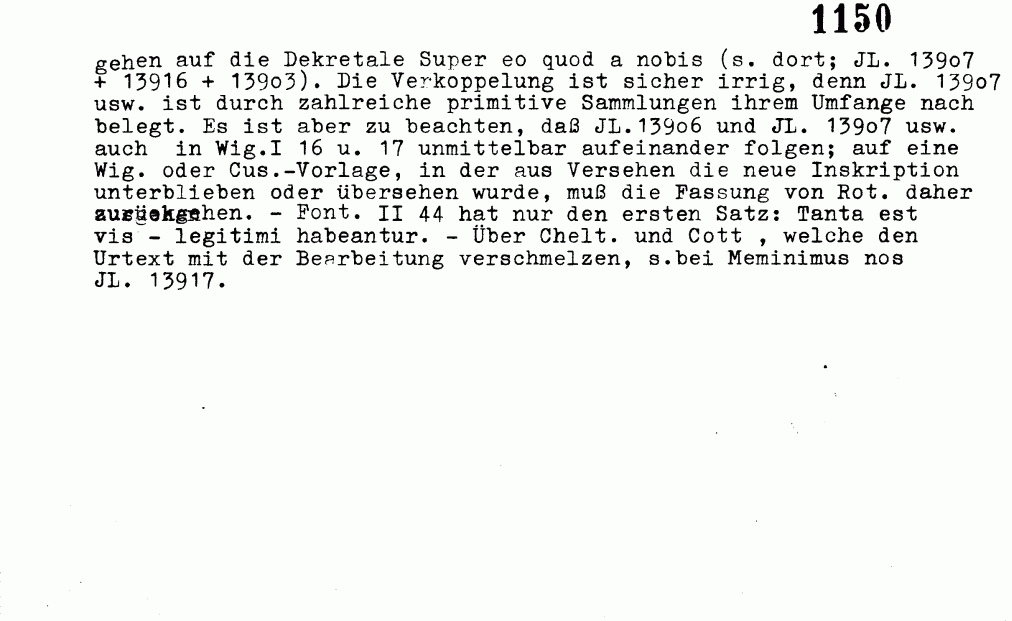 1150
gehen auf die Dekretale Super eo quod a nobis (s. dort; JL. 139o7
+ 13916 + 139o3). Die Verkoppelung ist sicher irrig, denn JL. 139o7
usw. ist durch zahlreiche primitive Sammlungen ihrem Umfange nach
belegt. Es ist aber zu beachten, daß JL.139o6 und JL. 139o7 usw.
auch in Wig.I 16 u. 17 unmittelbar aufeinander folgen; auf eine
Wig. oder Cus.-Vorlage, in der aus Versehen die neue Inskription
unterblieben oder übersehen wurde, muß die Fassung von Rot. daher
zurückgehen. - Font. II 44 hat nur den ersten Satz: Tanta est
vis - legitimi habeantur. - Über Chelt. und Cott , welche den
Urtext mit der Bearbeitung verschmelzen, s.bei Meminimus nos
JL. 13917.